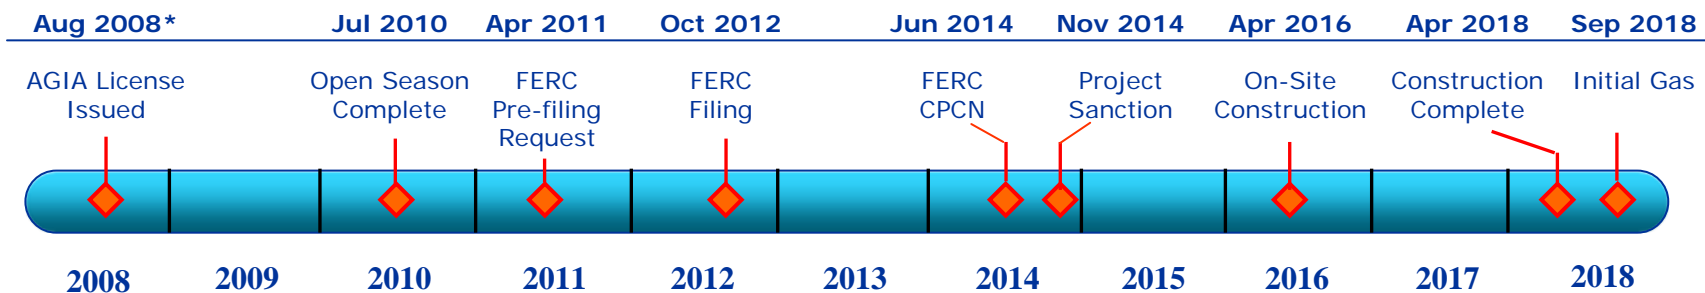 Aug 2008* Jul 2010 Apr 2011 Oct 2012 Jun 2014 Nov 2014 Apr 2016 Apr 2018 Sep 2018
AGIA License
Issued
Open Season
Complete
FERC
Pre-filing
Request
FERC
Filing
FERC
CPCN
Project
Sanction
On-Site
Construction
Construction
Complete
Initial Gas
2008 2009 2010 2011 2012 2013 2014 2015 2016 2017 2018